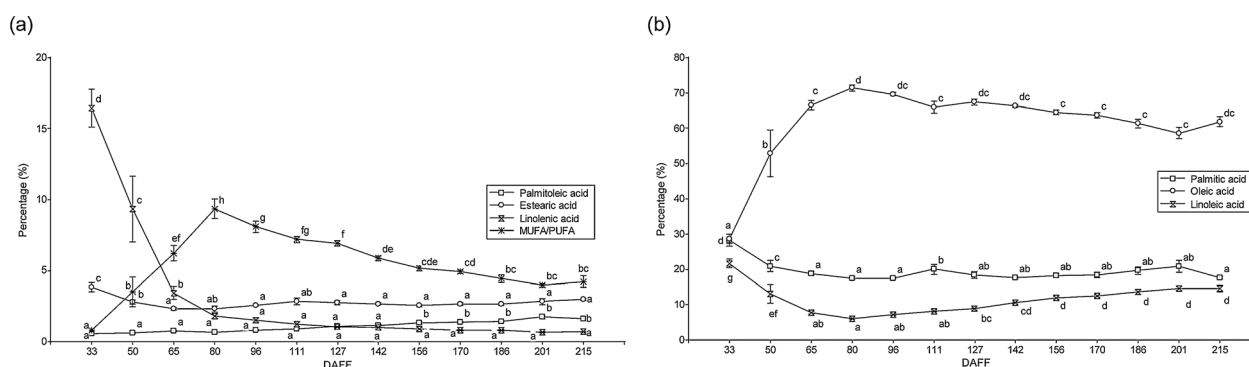 (a)
20
15
10
5
0
Percentage (%)
d
c
c
b
b
a
a
ef
b
a
a
h
ab
a
g
a
a
a
fg
ab
a
a
f
a
a
a
de
a
a
a
cde
a
b
a
cd
a
b
a
bc
a
b
a
bc
a
b
a
bc
a
b
a
Palmitoleic acid
Estearic acid
Linolenic acid
MUFA/PUFA
33 50 65 80 96 111 127 142 156 170 186 201 215
DAFF
(b)
80
70
60
50
40
30
20
10
0
Percentage (%)
a
d
g
b
c
ef
c
a
ab
d
a
a
dc
a
ab
c
b
ab
dc
ab
bc
dc
ab
cd
c
ab
d
c
ab
d
c
ab
d
c
ab
d
dc
a
d
Palmitic acid
Oleic acid
Linoleic acid
33 50 65 80 96 111 127 142 156 170 186 201 215
DAFF